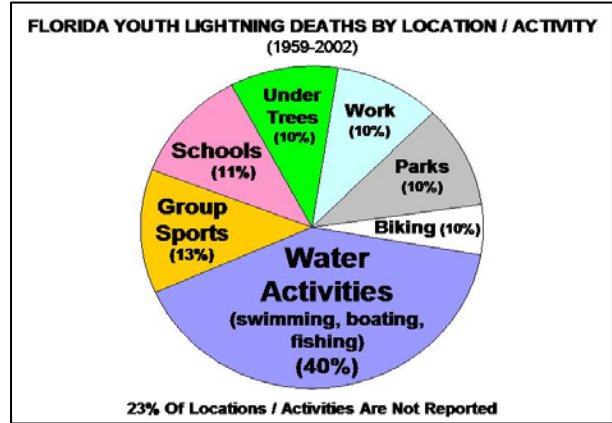 FLORIDA YOUTH LIGHTNING DEATHS BY LOCATION / ACTIVITY
(1959-2002)
Under
Trees
(10%)
Work
(10%)
Schools
(11%)
Parks
(10%)
Group
Sports
(13%)
Biking (10%)
Water
Activities
(swimming, boating,
fishing)
(40%)
23% Of Locations / Activities Are Not Reported